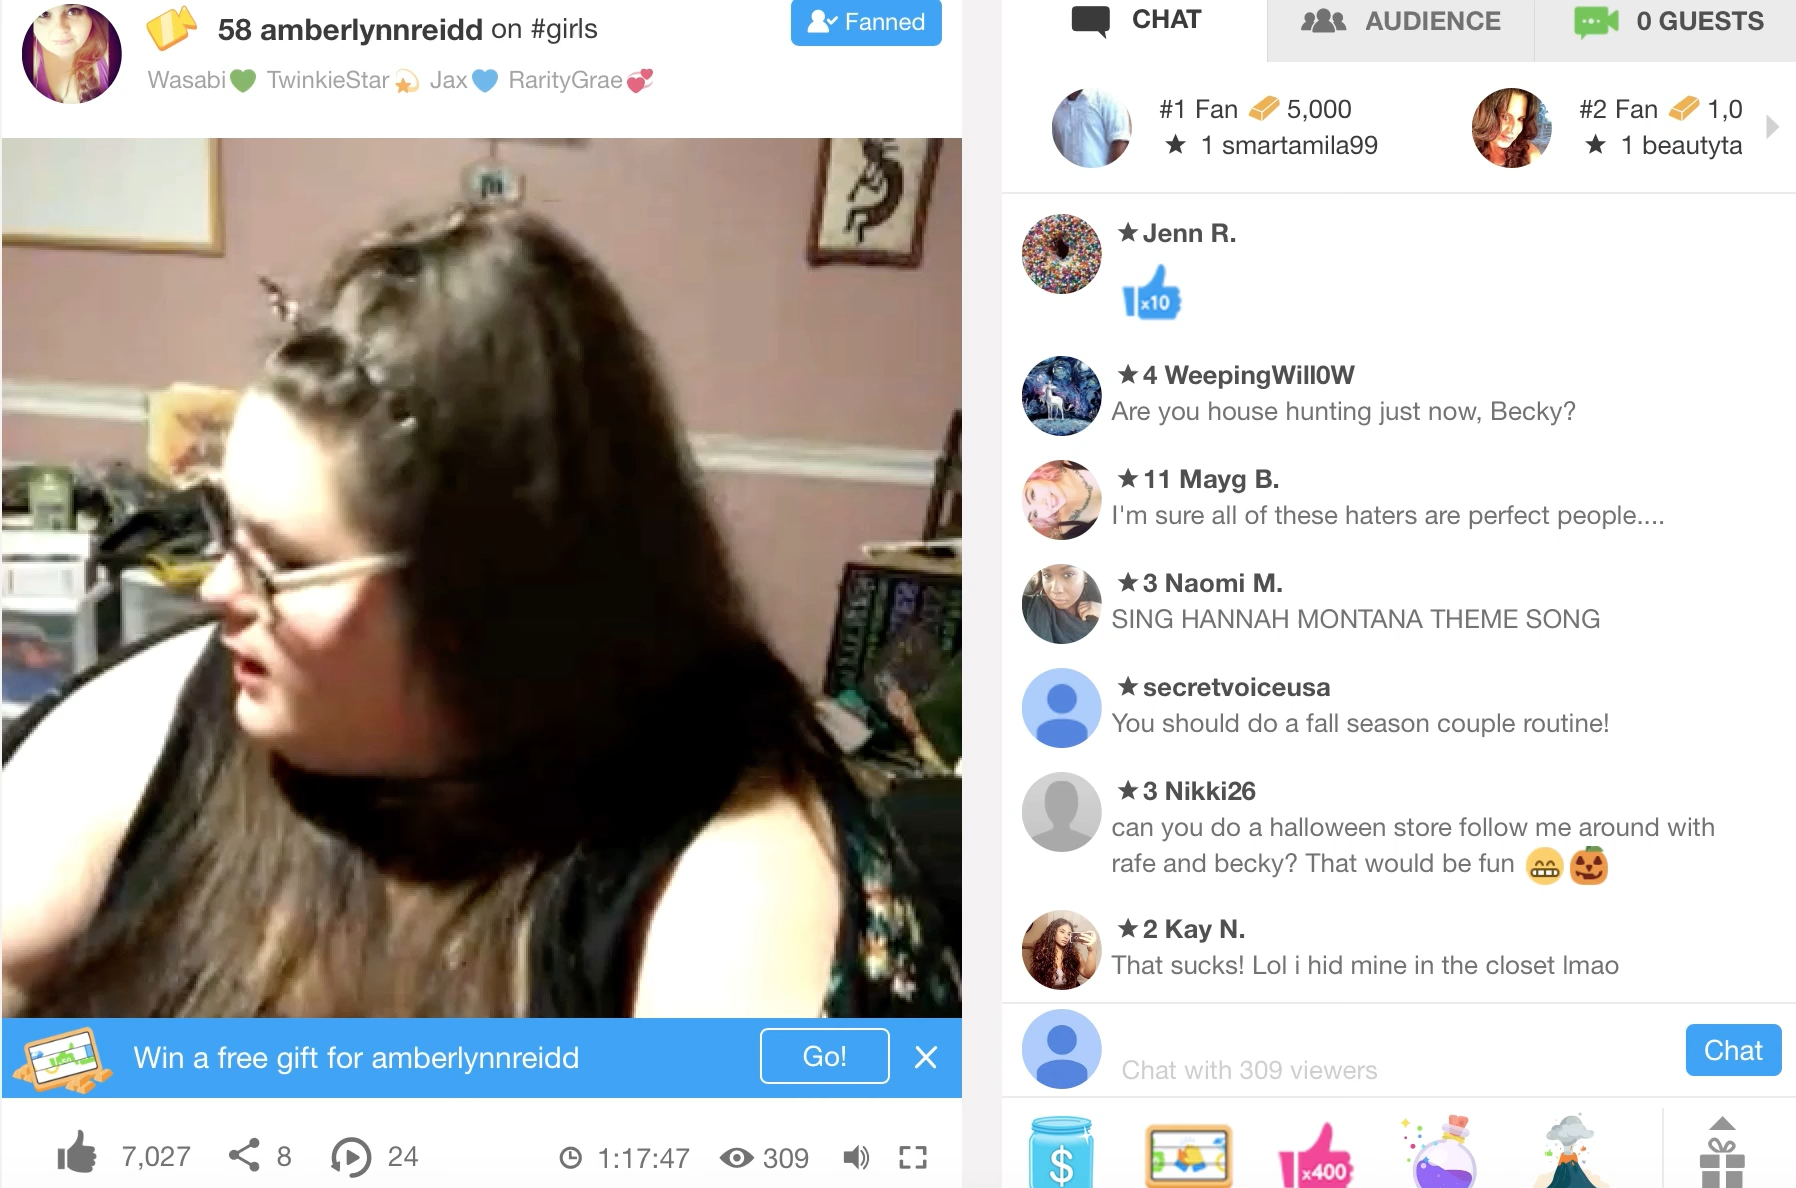 58 amberlynnreidd on #girls
Fanned
Wasabi💚 TwinkieStar💫 Jax💙 RarityGrae💞
CHAT
AUDIENCE
0 GUESTS
#1 Fan 5,000
★ 1 smartamila99
#2 Fan 1,0
★ 1 beautyta
★ Jenn R.
x10
★ 4 WeepingWill0W
Are you house hunting just now, Becky?
★ 11 Mayg B.
I'm sure all of these haters are perfect people....
★ 3 Naomi M.
SING HANNAH MONTANA THEME SONG
★ secretvoiceusa
You should do a fall season couple routine!
★ 3 Nikki26
can you do a halloween store follow me around with
rafe and becky? That would be fun 😁🎃
★ 2 Kay N.
That sucks! Lol i hid mine in the closet lmao
Win a free gift for amberlynnreidd
Go!
Chat with 309 viewers
Chat
7,027
8
24
1:17:47
309
$
x400